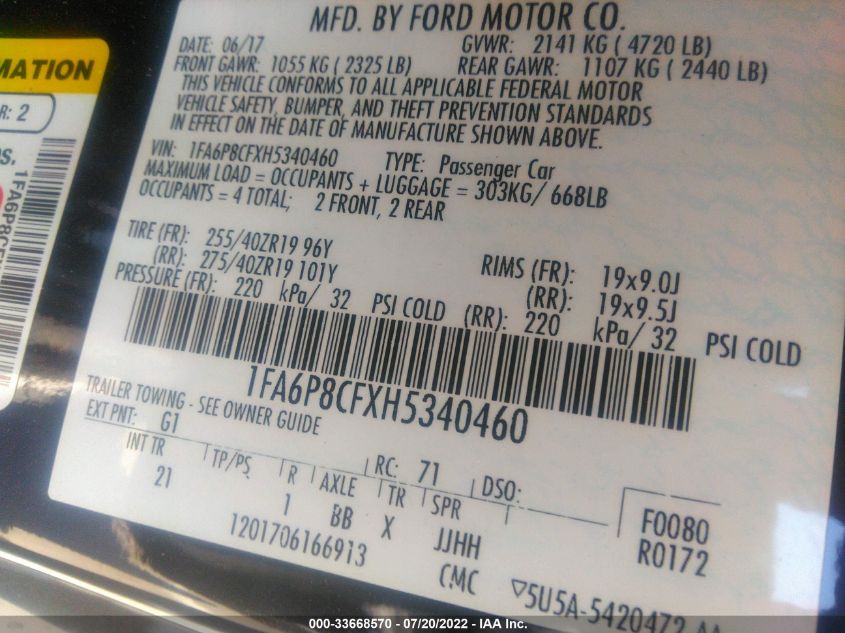 MATION
R: 2
1FA6P8CF
MFD. BY FORD MOTOR CO.
DATE: 06/17 GVWR: 2141 KG ( 4720 LB)
FRONT GAWR: 1055 KG ( 2325 LB) REAR GAWR: 1107 KG ( 2440 LB)
THIS VEHICLE CONFORMS TO ALL APPLICABLE FEDERAL MOTOR
VEHICLE SAFETY, BUMPER, AND THEFT PREVENTION STANDARDS
IN EFFECT ON THE DATE OF MANUFACTURE SHOWN ABOVE.
VIN: 1FA6P8CFXH5340460 TYPE: Passenger Car
MAXIMUM LOAD = OCCUPANTS + LUGGAGE = 303KG/ 668LB
OCCUPANTS = 4 TOTAL; 2 FRONT, 2 REAR
TIRE (FR): 255/40ZR19 96Y RIMS (FR): 19x9.0J
(RR): 275/40ZR19 101Y (RR): 19x9.5J
PRESSURE (FR): 220 kPa/ 32 PSI COLD (RR): 220 kPa/ 32 PSI COLD
1FA6P8CFXH5340460
TRAILER TOWING - SEE OWNER GUIDE
EXT PNT: G1 RC: 71 DSO:
INT TR TP/PS R AXLE TR SPR
21 1 BB X JJHH
F0080
R0172
1201706166913
CMC
5U5A-5420472
000-33668570 - 07/20/2022 - IAA Inc.